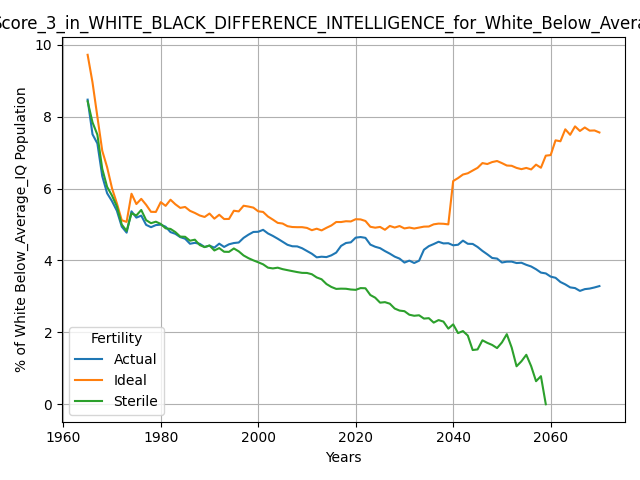 Score_3_in_WHITE_BLACK_DIFFERENCE_INTELLIGENCE_for_White_Below_Avera
10
8
6
4
2
0
% of White Below_Average_IQ Population
Fertility
Actual
Ideal
Sterile
1960
1980
2000
2020
2040
2060
Years